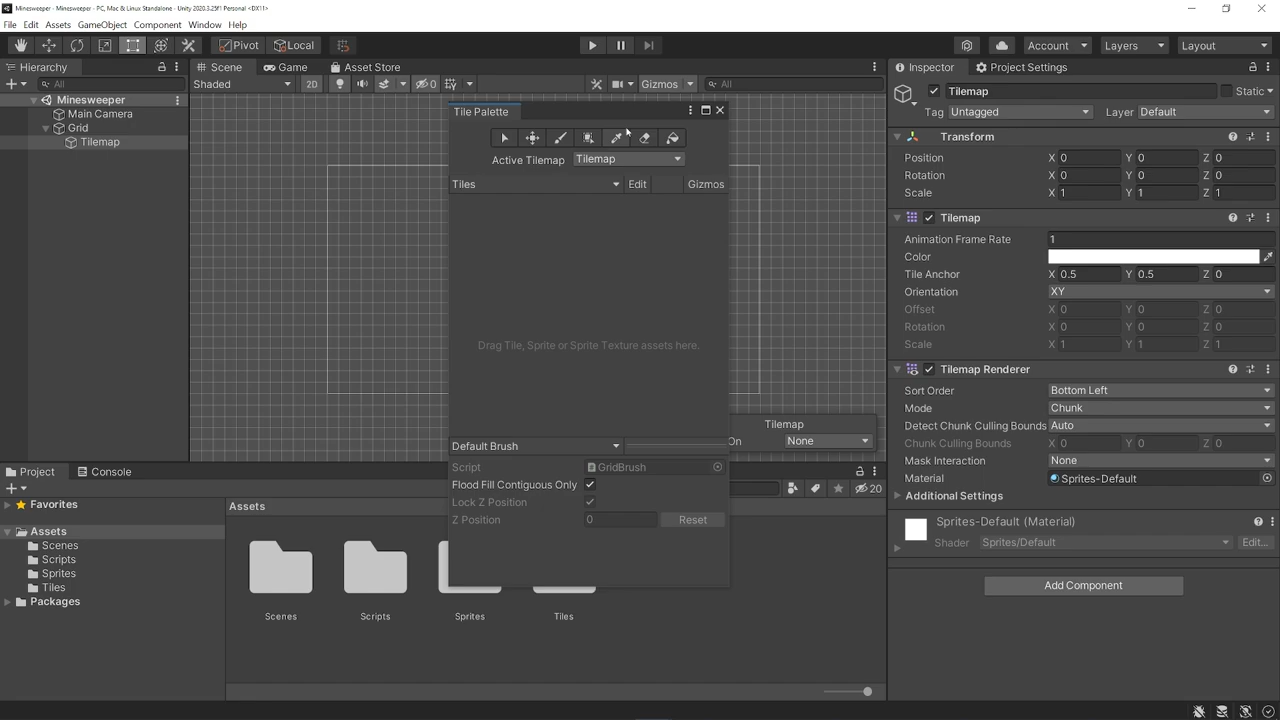 Minesweeper - Minesweeper - PC, Mac & Linux Standalone - Unity 2020.3.25f1 Personal <DX11>
File Edit Assets GameObject Component Window Help
Pivot Local Account Layers Layout
Hierarchy Scene Game Asset Store Inspector Project Settings
All Shaded 2D 0 Gizmos All Tilemap Static
Minesweeper
Main Camera
Grid
Tilemap
Tile Palette
Active Tilemap Tilemap
Tiles Edit Gizmos
Drag Tile, Sprite or Sprite Texture assets here.
Default Brush
Script GridBrush
Flood Fill Contiguous Only
Lock Z Position
Z Position 0 Reset
Tilemap
On None
Tag Untagged Layer Default
Transform
Position X 0 Y 0 Z 0
Rotation X 0 Y 0 Z 0
Scale X 1 Y 1 Z 1
Tilemap
Animation Frame Rate 1
Color
Tile Anchor X 0.5 Y 0.5 Z 0
Orientation XY
Offset X 0 Y 0 Z 0
Rotation X 0 Y 0 Z 0
Scale X 1 Y 1 Z 1
Tilemap Renderer
Sort Order Bottom Left
Mode Chunk
Detect Chunk Culling Bounds Auto
Chunk Culling Bounds X 0 Y 0 Z 0
Mask Interaction None
Material Sprites-Default
Additional Settings
Sprites-Default (Material)
Shader Sprites/Default Edit...
Add Component
Project Console
20
Favorites
Assets
Scenes
Scripts
Sprites
Tiles
Packages
Assets
Scenes Scripts Sprites Tiles